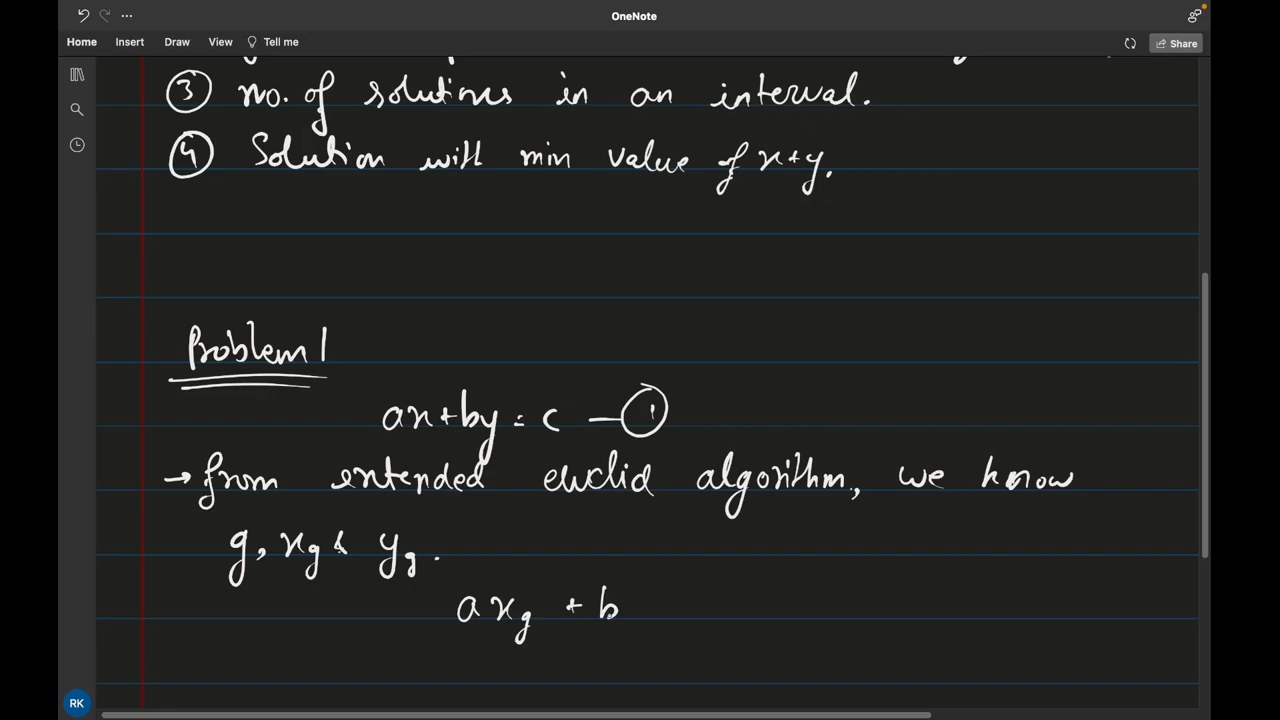 OneNote
Home Insert Draw View Tell me Share
③ no. of solutions in an interval.
④ Solution with min value of x+y.
Problem 1
ax+by = c — ①
→ from extended euclid algorithm, we know
g, xg & yg.
axg + b
RK